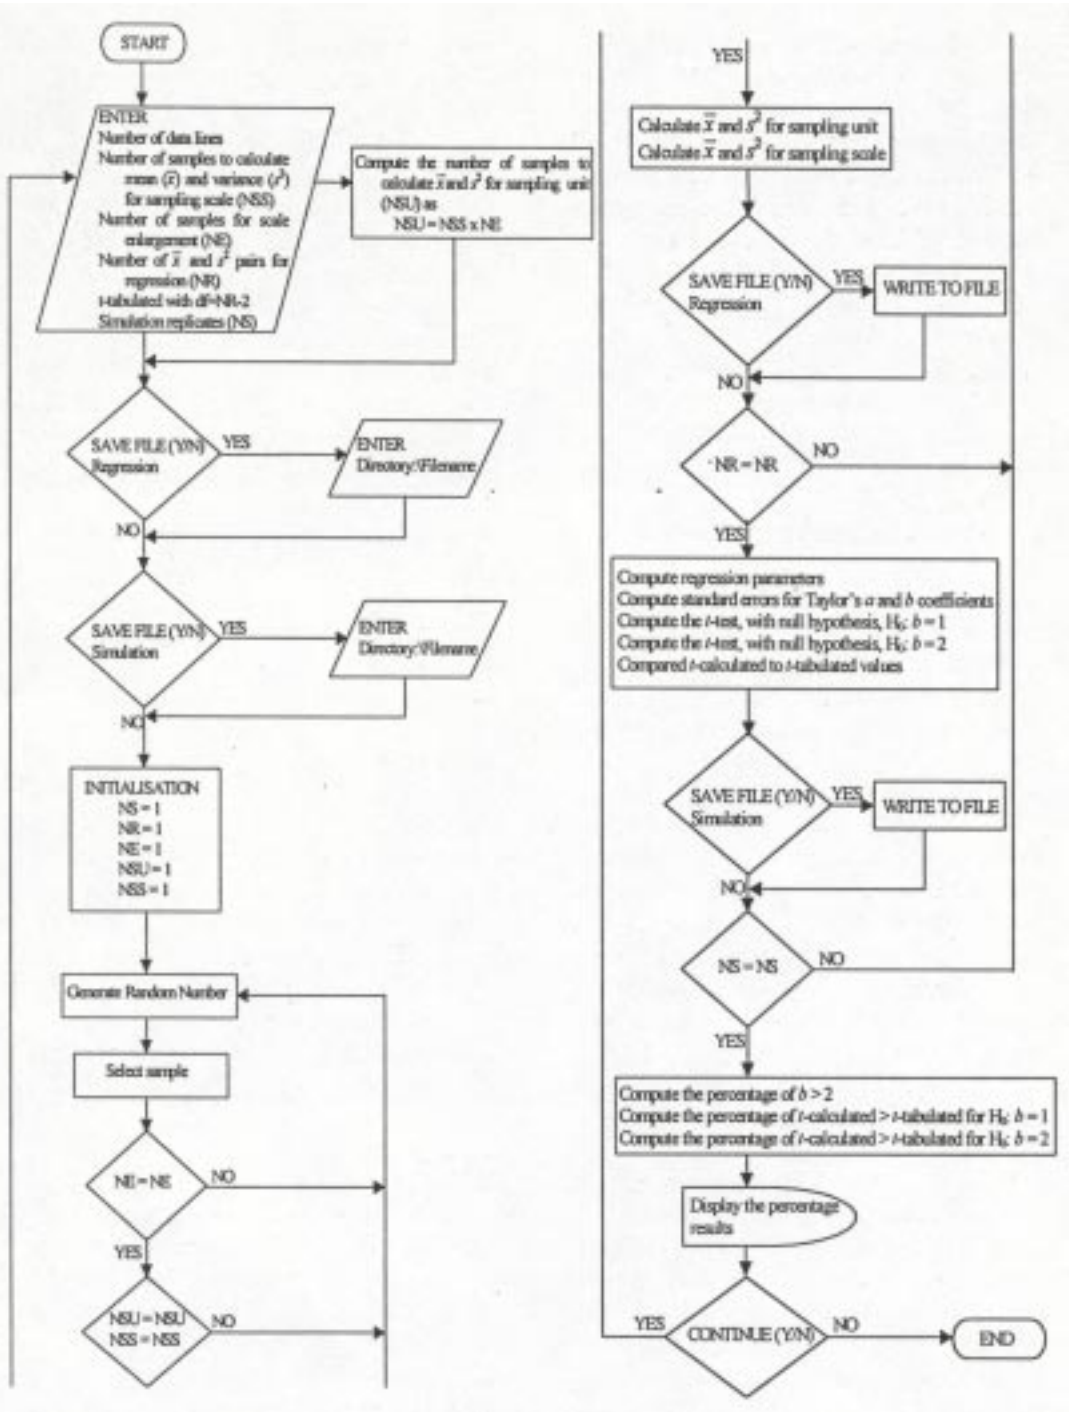 START
ENTER
Number of data lines
Number of samples to calculate
mean (x̄) and variance (s²)
for sampling scale (NSS)
Number of samples for scale
enlargement (NE)
Number of x̄ and s² pairs for
regression (NR)
t-tabulated with df=NR-2
Simulation replicates (NS)
Compute the number of samples to
calculate x̄ and s² for sampling unit
(NSU) as
NSU = NSS x NE
SAVE FILE (Y/N)
Regression
YES
ENTER
Directory:\Filename
NO
SAVE FILE (Y/N)
Simulation
YES
ENTER
Directory:\Filename
NO
INITIALISATION
NS = 1
NR = 1
NE = 1
NSU = 1
NSS = 1
Generate Random Number
Select sample
NE = NE
NO
YES
NSU = NSU
NSS = NSS
NO
YES
Calculate x̄ and s² for sampling unit
Calculate x̄ and s² for sampling scale
SAVE FILE (Y/N)
Regression
YES
WRITE TO FILE
NO
NR = NR
NO
YES
Compute regression parameters
Compute standard errors for Taylor's a and b coefficients
Compute the t-test, with null hypothesis, H₀: b = 1
Compute the t-test, with null hypothesis, H₀: b = 2
Compared t-calculated to t-tabulated values
SAVE FILE (Y/N)
Simulation
YES
WRITE TO FILE
NO
NS = NS
NO
YES
Compute the percentage of b > 2
Compute the percentage of t-calculated > t-tabulated for H₀: b = 1
Compute the percentage of t-calculated > t-tabulated for H₀: b = 2
Display the percentage
results
CONTINUE (Y/N)
YES
NO
END